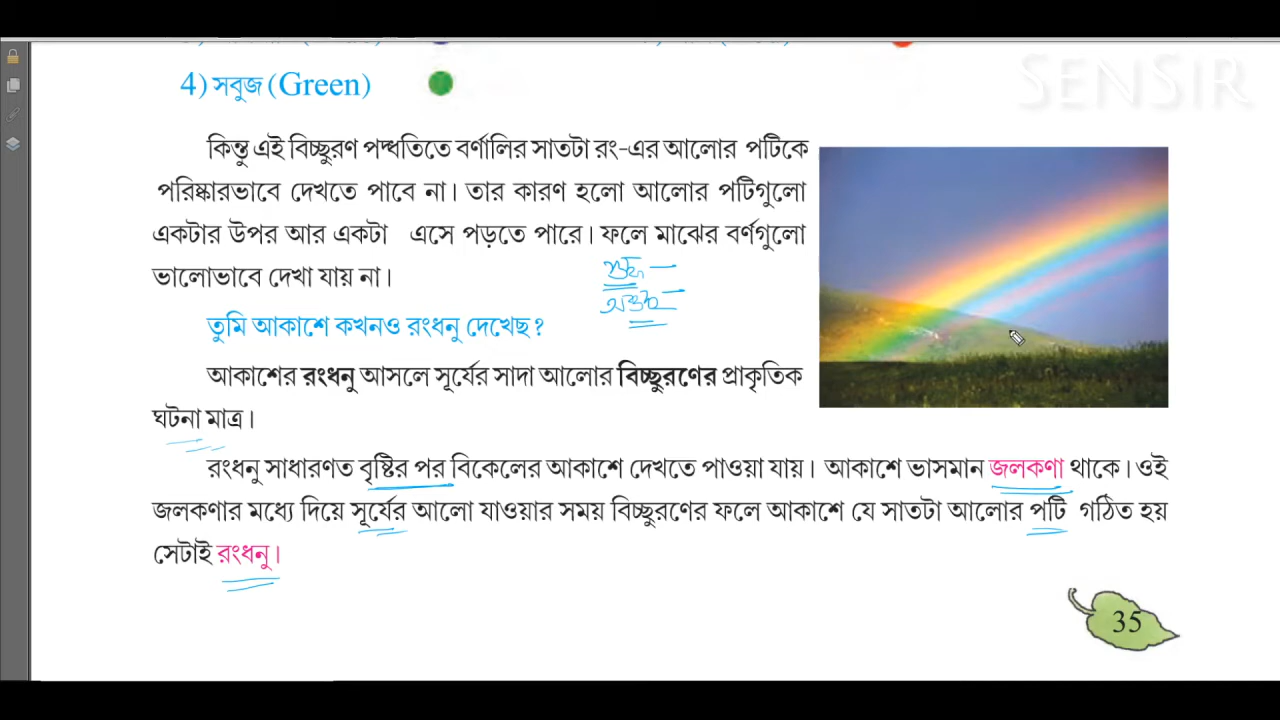 SENSIR
4) সবুজ (Green)
কিন্তু এই বিচ্ছুরণ পদ্ধতিতে বর্ণালির সাতটা রং-এর আলোর পটিকে
পরিষ্কারভাবে দেখতে পাবে না। তার কারণ হলো আলোর পটিগুলো
একটার উপর আর একটা এসে পড়তে পারে। ফলে মাঝের বর্ণগুলো
ভালোভাবে দেখা যায় না।
শুদ্ধ
অশুদ্ধ
তুমি আকাশে কখনও রংধনু দেখেছ?
আকাশের রংধনু আসলে সূর্যের সাদা আলোর বিচ্ছুরণের প্রাকৃতিক
ঘটনা মাত্র।
রংধনু সাধারণত বৃষ্টির পর বিকেলের আকাশে দেখতে পাওয়া যায়। আকাশে ভাসমান জলকণা থাকে। ওই
জলকণার মধ্যে দিয়ে সূর্যের আলো যাওয়ার সময় বিচ্ছুরণের ফলে আকাশে যে সাতটা আলোর পটি গঠিত হয়
সেটাই রংধনু।
35